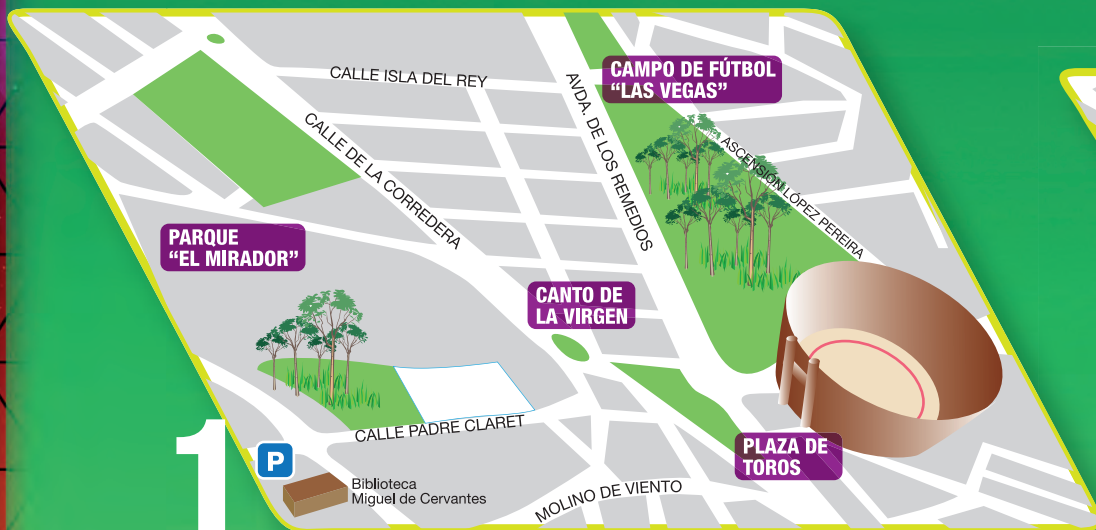 CALLE ISLA DEL REY
CAMPO DE FÚTBOL
"LAS VEGAS"
AVDA. DE LOS REMEDIOS
CALLE DE LA CORREDERA
ASCENSIÓN LÓPEZ PEREIRA
PARQUE
"EL MIRADOR"
CANTO DE
LA VIRGEN
CALLE PADRE CLARET
PLAZA DE
TOROS
1
P
Biblioteca
Miguel de Cervantes
MOLINO DE VIENTO